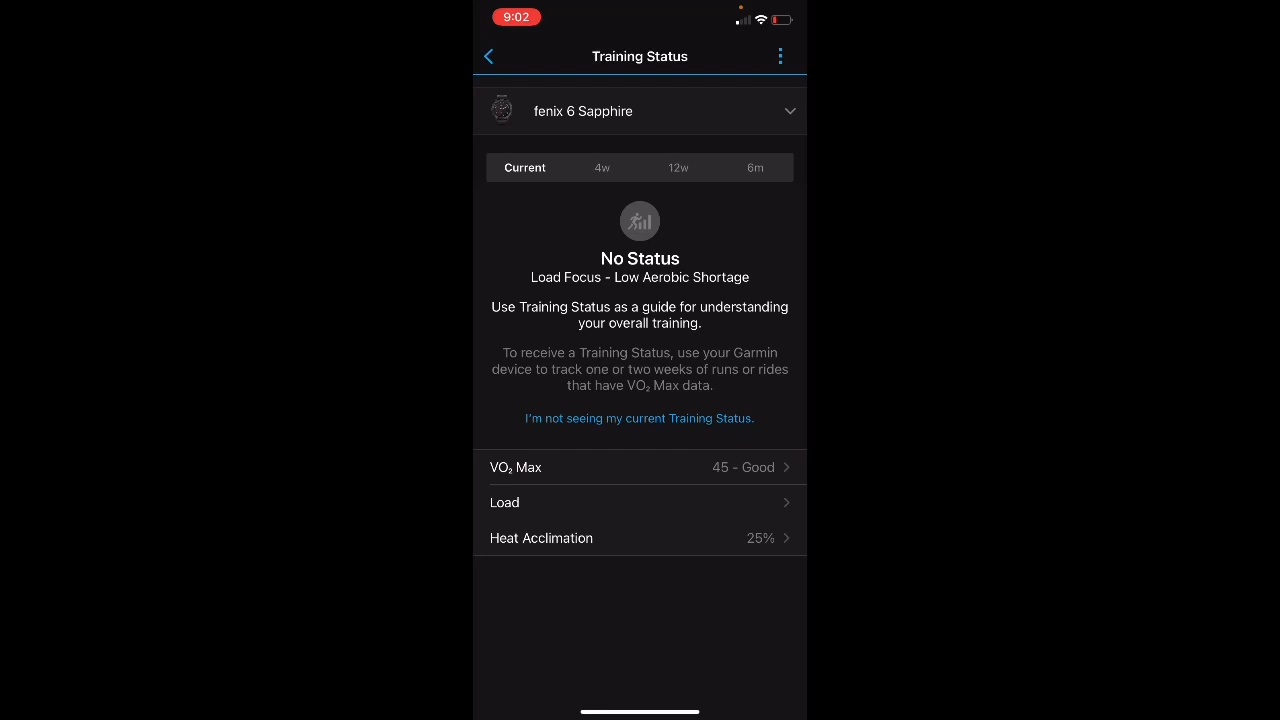 9:02
Training Status
fenix 6 Sapphire
Current 4w 12w 6m
No Status
Load Focus - Low Aerobic Shortage
Use Training Status as a guide for understanding
your overall training.
To receive a Training Status, use your Garmin
device to track one or two weeks of runs or rides
that have VO₂ Max data.
I'm not seeing my current Training Status.
VO₂ Max 45 - Good
Load
Heat Acclimation 25%